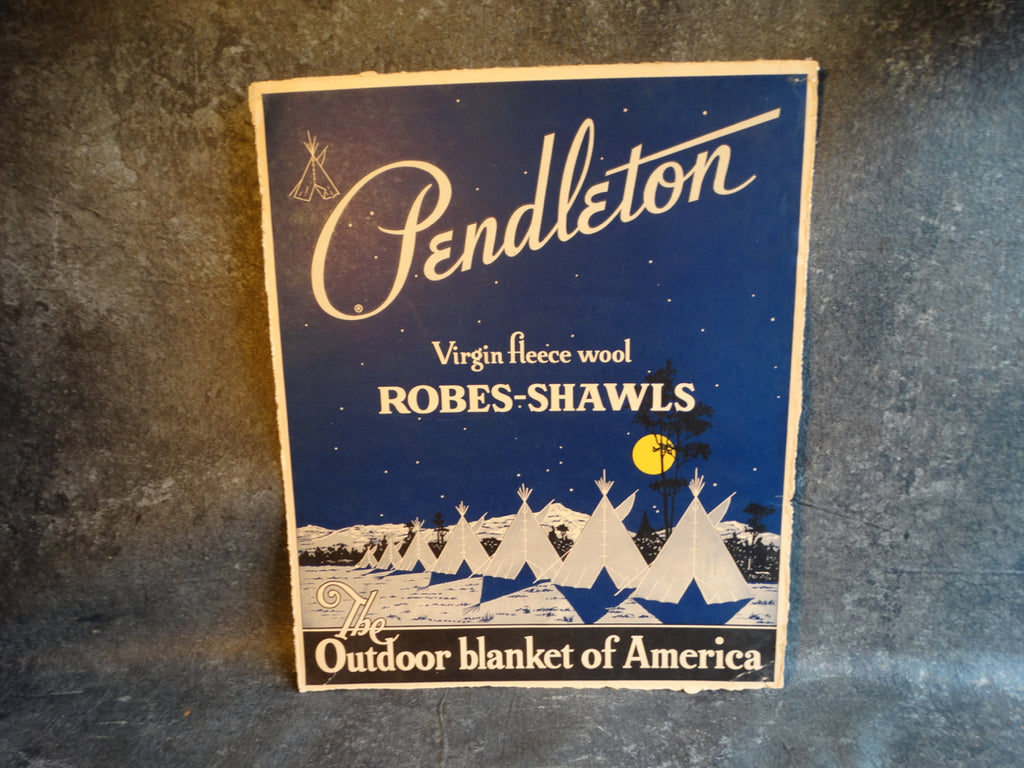 Pendleton
®
Virgin fleece wool
ROBES-SHAWLS
The
Outdoor blanket of America